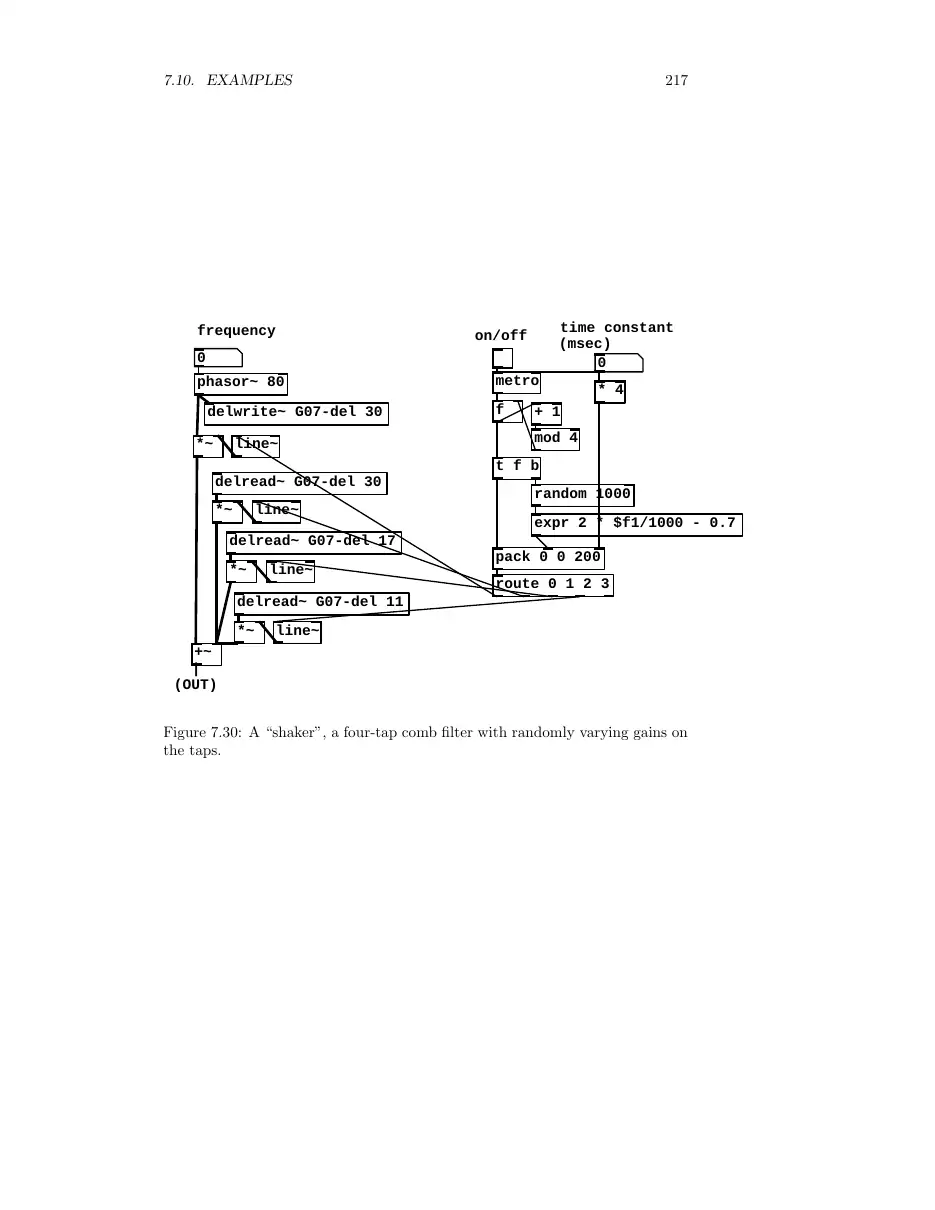 7.10. EXAMPLES 217
frequency
0
phasor~ 80
delwrite~ G07-del 30
*~ line~
delread~ G07-del 30
*~ line~
delread~ G07-del 17
*~ line~
delread~ G07-del 11
*~ line~
+~
(OUT)
on/off
time constant
(msec)
0
metro
* 4
f
+ 1
mod 4
t f b
random 1000
expr 2 * $f1/1000 - 0.7
pack 0 0 200
route 0 1 2 3
Figure 7.30: A “shaker”, a four-tap comb filter with randomly varying gains on
the taps.